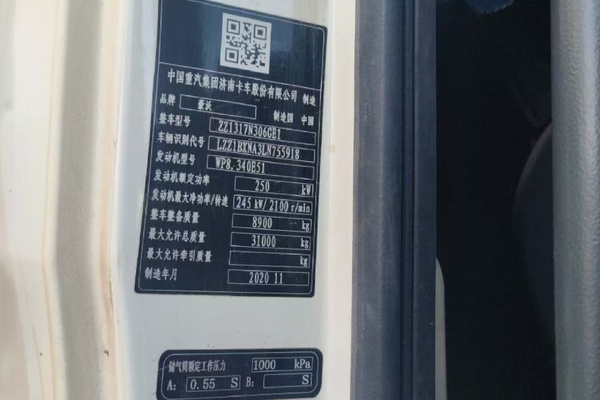 中国重汽集团济南卡车股份有限公司 制造
品牌 豪沃 制造国 中国
整车型号 ZZ1317N306GE1
车辆识别代号 LZZ1BXNA3LN755918
发动机型号 WP8.340E51
发动机额定功率 250 kW
发动机最大净功率/转速 245 kW/2100 r/min
整车整备质量 8900 kg
最大允许总质量 31000 kg
最大允许牵引质量 kg
制造年月 2020 11
储气筒额定工作压力 1000 kPa
A: 0.55 S B: S